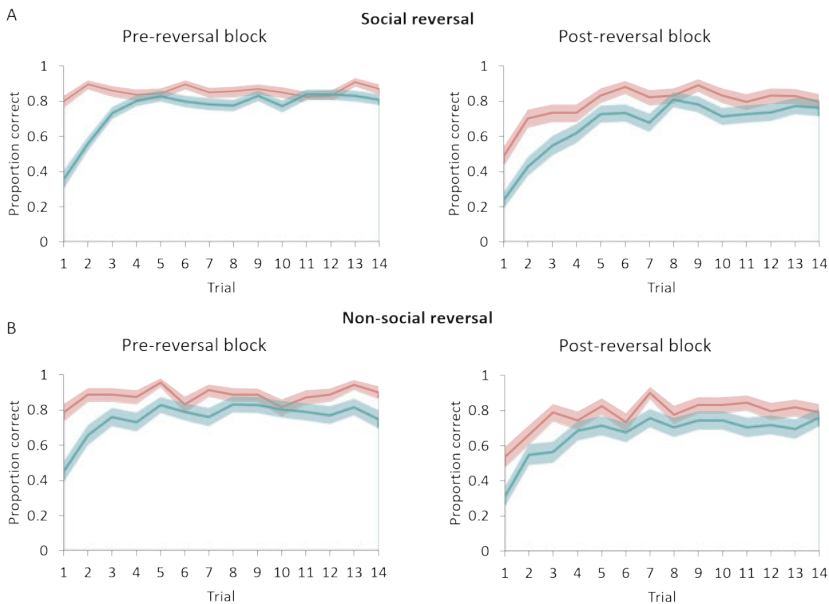 A
Social reversal
Pre-reversal block
Post-reversal block
Proportion correct
1
0.8
0.6
0.4
0.2
0
1 2 3 4 5 6 7 8 9 10 11 12 13 14
Trial
Proportion correct
1
0.8
0.6
0.4
0.2
0
1 2 3 4 5 6 7 8 9 10 11 12 13 14
Trial
B
Non-social reversal
Pre-reversal block
Post-reversal block
Proportion correct
1
0.8
0.6
0.4
0.2
0
1 2 3 4 5 6 7 8 9 10 11 12 13 14
Trial
Proportion correct
1
0.8
0.6
0.4
0.2
0
1 2 3 4 5 6 7 8 9 10 11 12 13 14
Trial